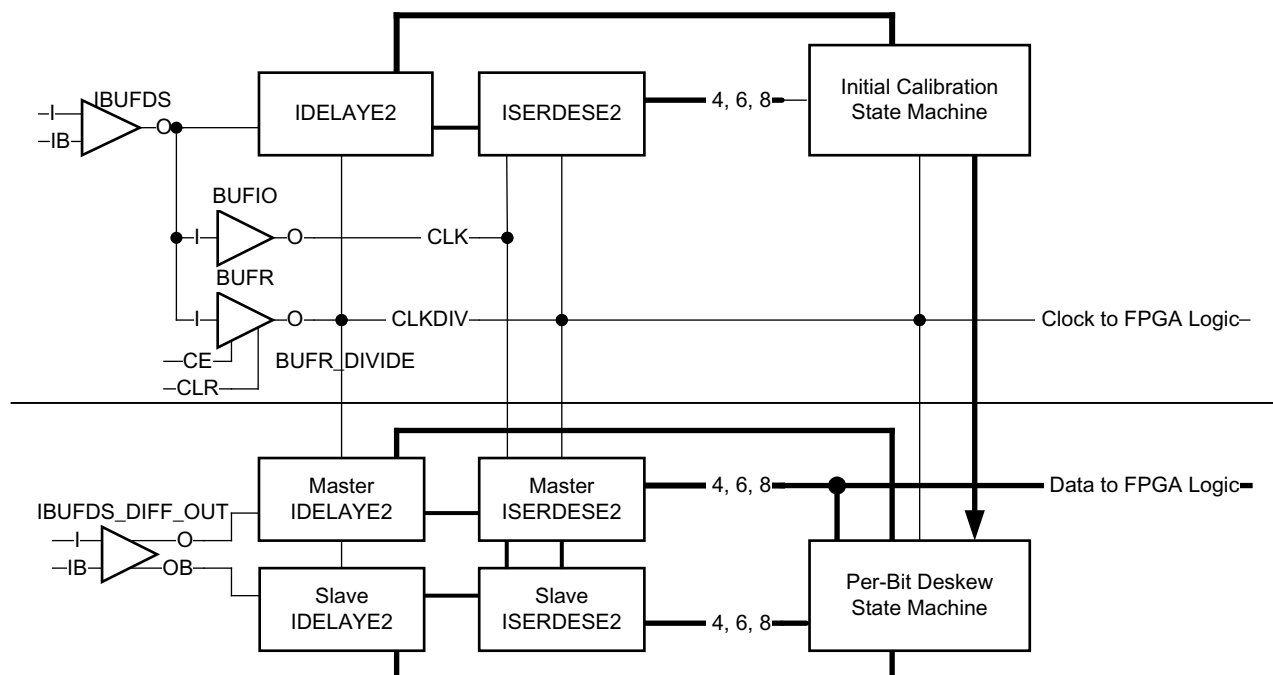 IBUFDS
I
IB
O
IDELAYE2
ISERDESE2
4, 6, 8
Initial Calibration
State Machine
BUFIO
I
O
CLK
BUFR
I
O
CLKDIV
Clock to FPGA Logic
CE
BUFR_DIVIDE
CLR
IBUFDS_DIFF_OUT
I
IB
O
OB
Master
IDELAYE2
Master
ISERDESE2
4, 6, 8
Data to FPGA Logic
Slave
IDELAYE2
Slave
ISERDESE2
4, 6, 8
Per-Bit Deskew
State Machine